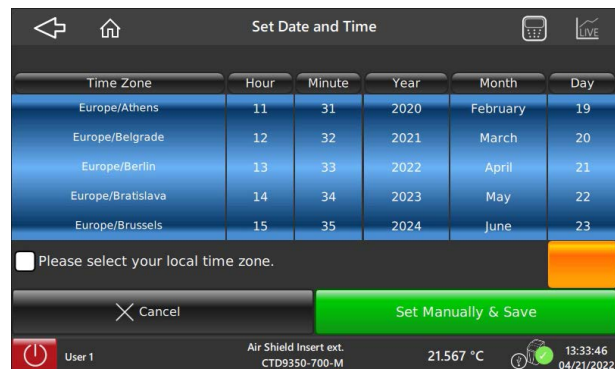 Set Date and Time
LIVE
Time Zone Hour Minute Year Month Day
Europe/Athens 11 31 2020 February 19
Europe/Belgrade 12 32 2021 March 20
Europe/Berlin 13 33 2022 April 21
Europe/Bratislava 14 34 2023 May 22
Europe/Brussels 15 35 2024 June 23
Please select your local time zone.
Cancel Set Manually & Save
User 1 Air Shield Insert ext. 21.567 °C 13:33:46
CTD9350-700-M 04/21/2022